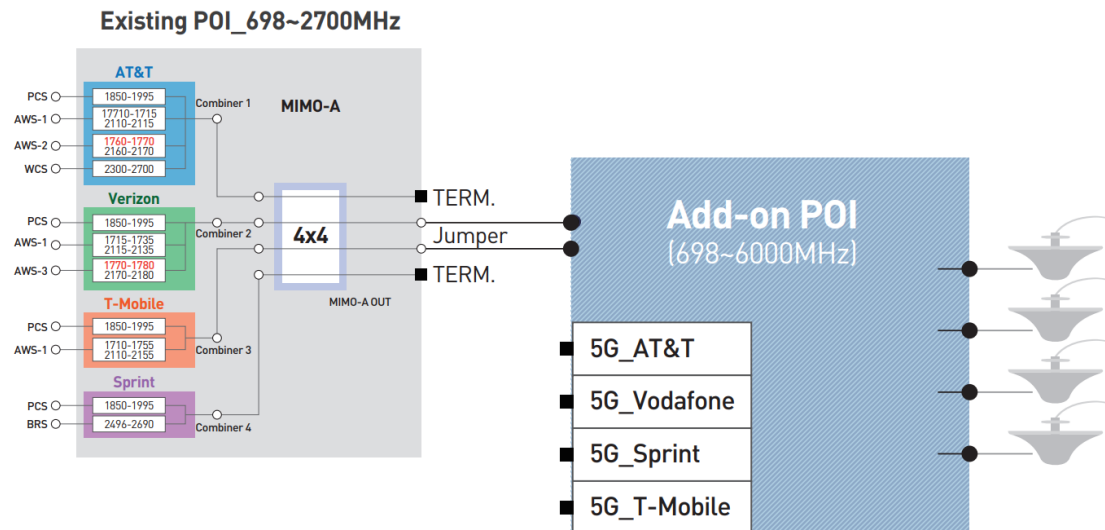 Existing POI_698~2700MHz
AT&T
PCS
1850-1995
Combiner 1
MIMO-A
AWS-1
17710-1715
2110-2115
AWS-2
1760-1770
2160-2170
WCS
2300-2700
TERM.
Verizon
PCS
1850-1995
Combiner 2
4x4
Jumper
AWS-1
1715-1735
2115-2135
AWS-3
1770-1780
2170-2180
TERM.
MIMO-A OUT
T-Mobile
PCS
1850-1995
AWS-1
1710-1755
2110-2155
Combiner 3
Sprint
PCS
1850-1995
BRS
2496-2690
Combiner 4
Add-on POI
(698~6000MHz)
5G_AT&T
5G_Vodafone
5G_Sprint
5G_T-Mobile